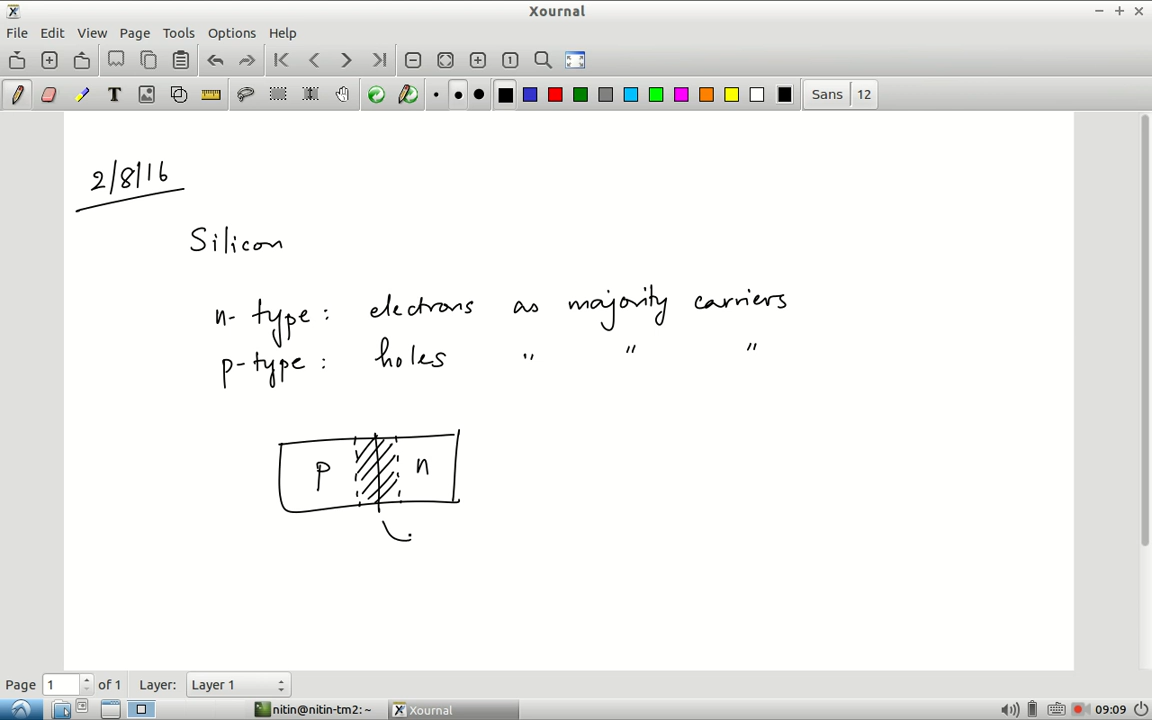 Xournal
File Edit View Page Tools Options Help
Sans 12
2/8/16
Silicon
n-type: electrons as majority carriers
p-type: holes " " "
p n
Page 1 of 1 Layer: Layer 1
nitin@nitin-tm2: ~ Xournal 09:09